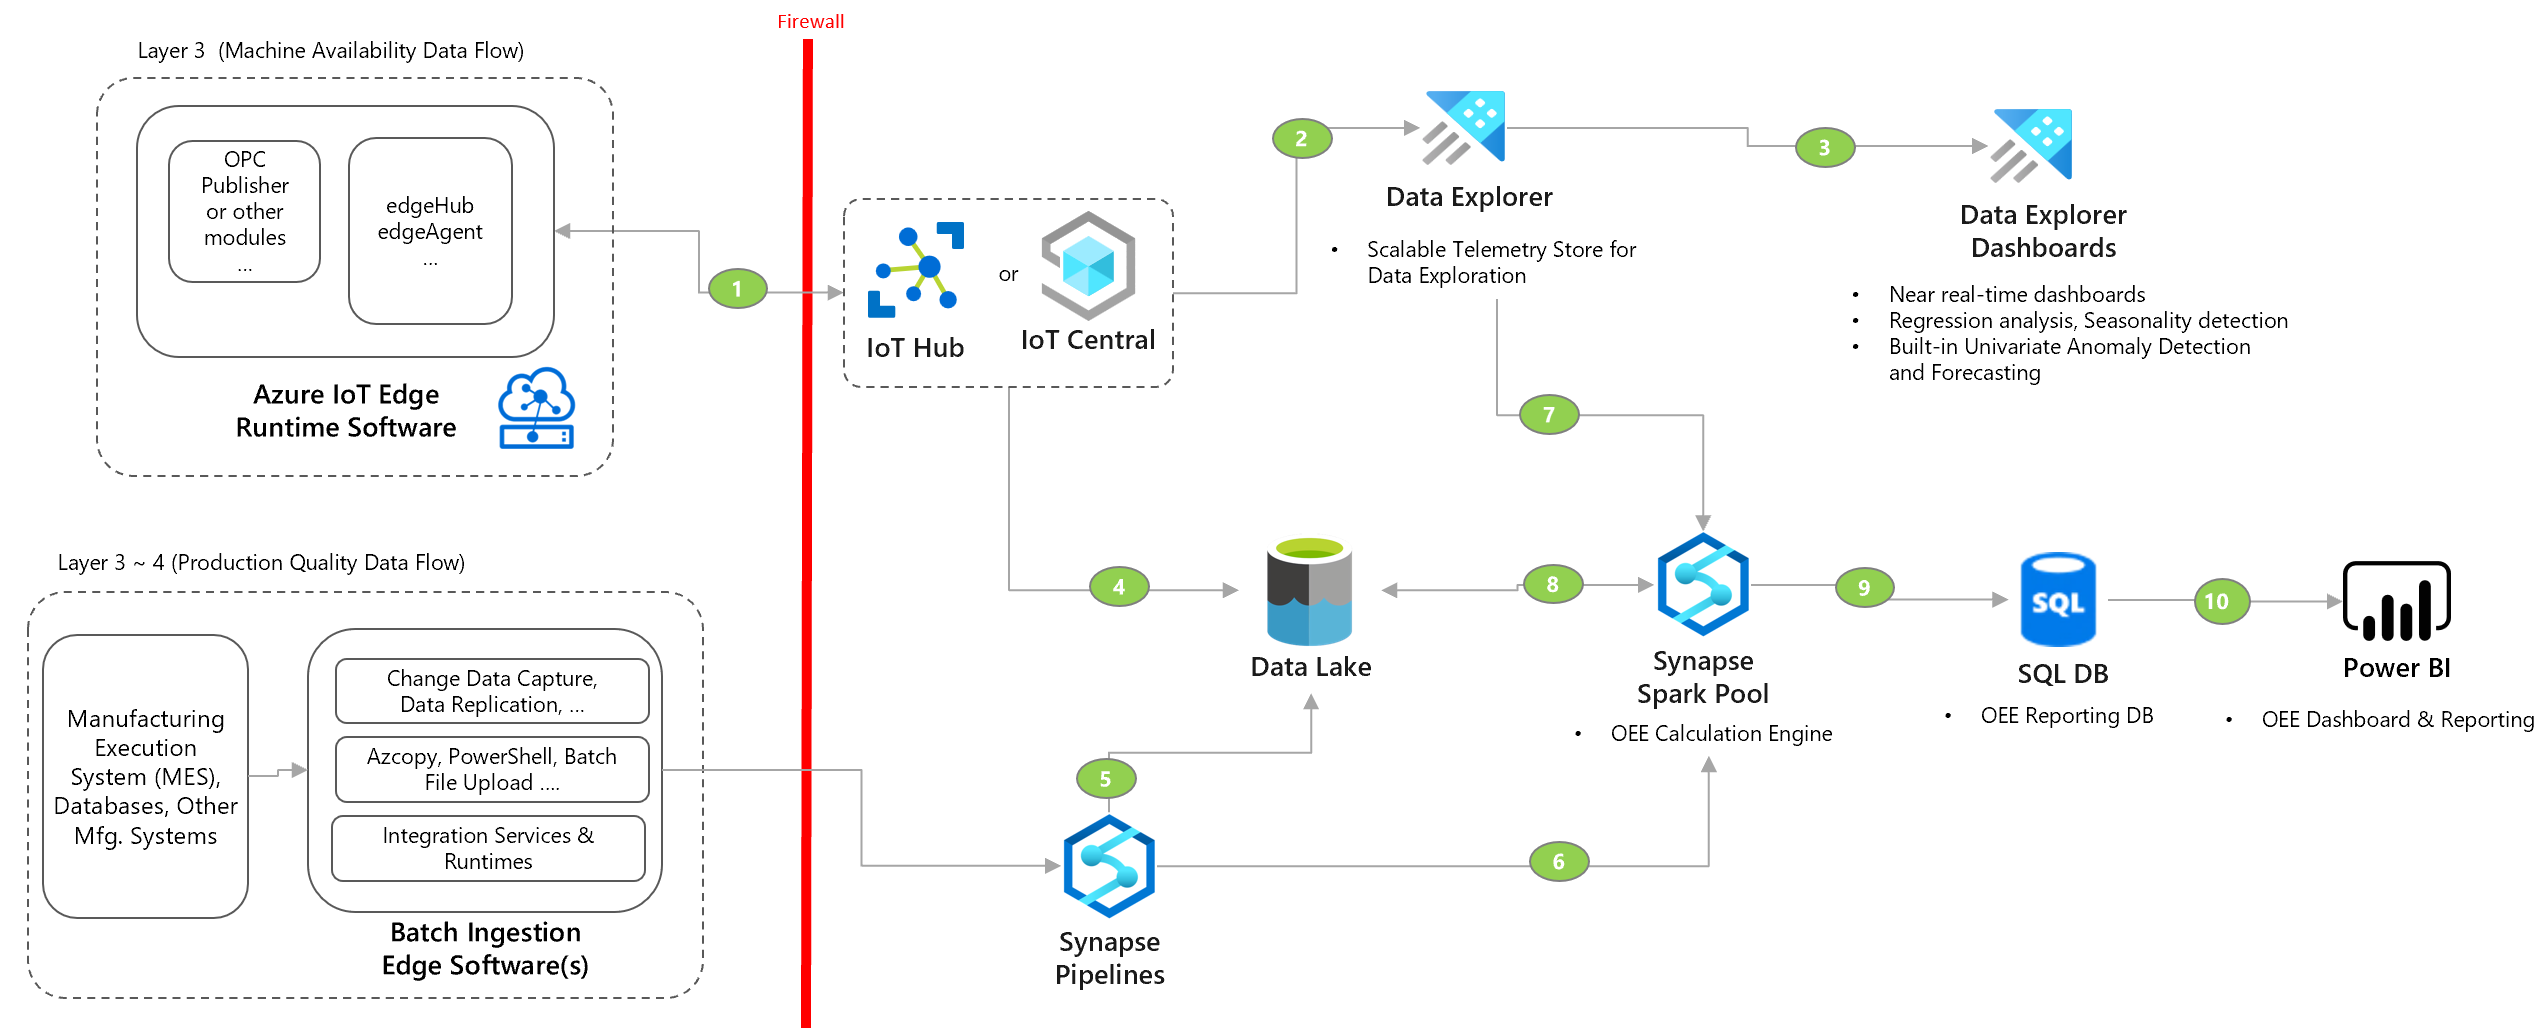 Firewall
Layer 3  (Machine Availability Data Flow)
OPC
Publisher
or other
modules
...
edgeHub
edgeAgent
...
Azure IoT Edge
Runtime Software
1
IoT Hub
or
IoT Central
2
Data Explorer
• Scalable Telemetry Store for
Data Exploration
3
Data Explorer
Dashboards
• Near real-time dashboards
• Regression analysis, Seasonality detection
• Built-in Univariate Anomaly Detection
and Forecasting
7
Layer 3 ~ 4 (Production Quality Data Flow)
Manufacturing
Execution
System (MES),
Databases, Other
Mfg. Systems
Change Data Capture,
Data Replication, ...
Azcopy, PowerShell, Batch
File Upload ....
Integration Services &
Runtimes
Batch Ingestion
Edge Software(s)
4
Data Lake
8
Synapse
Spark Pool
• OEE Calculation Engine
9
SQL
SQL DB
• OEE Reporting DB
10
Power BI
• OEE Dashboard & Reporting
5
6
Synapse
Pipelines